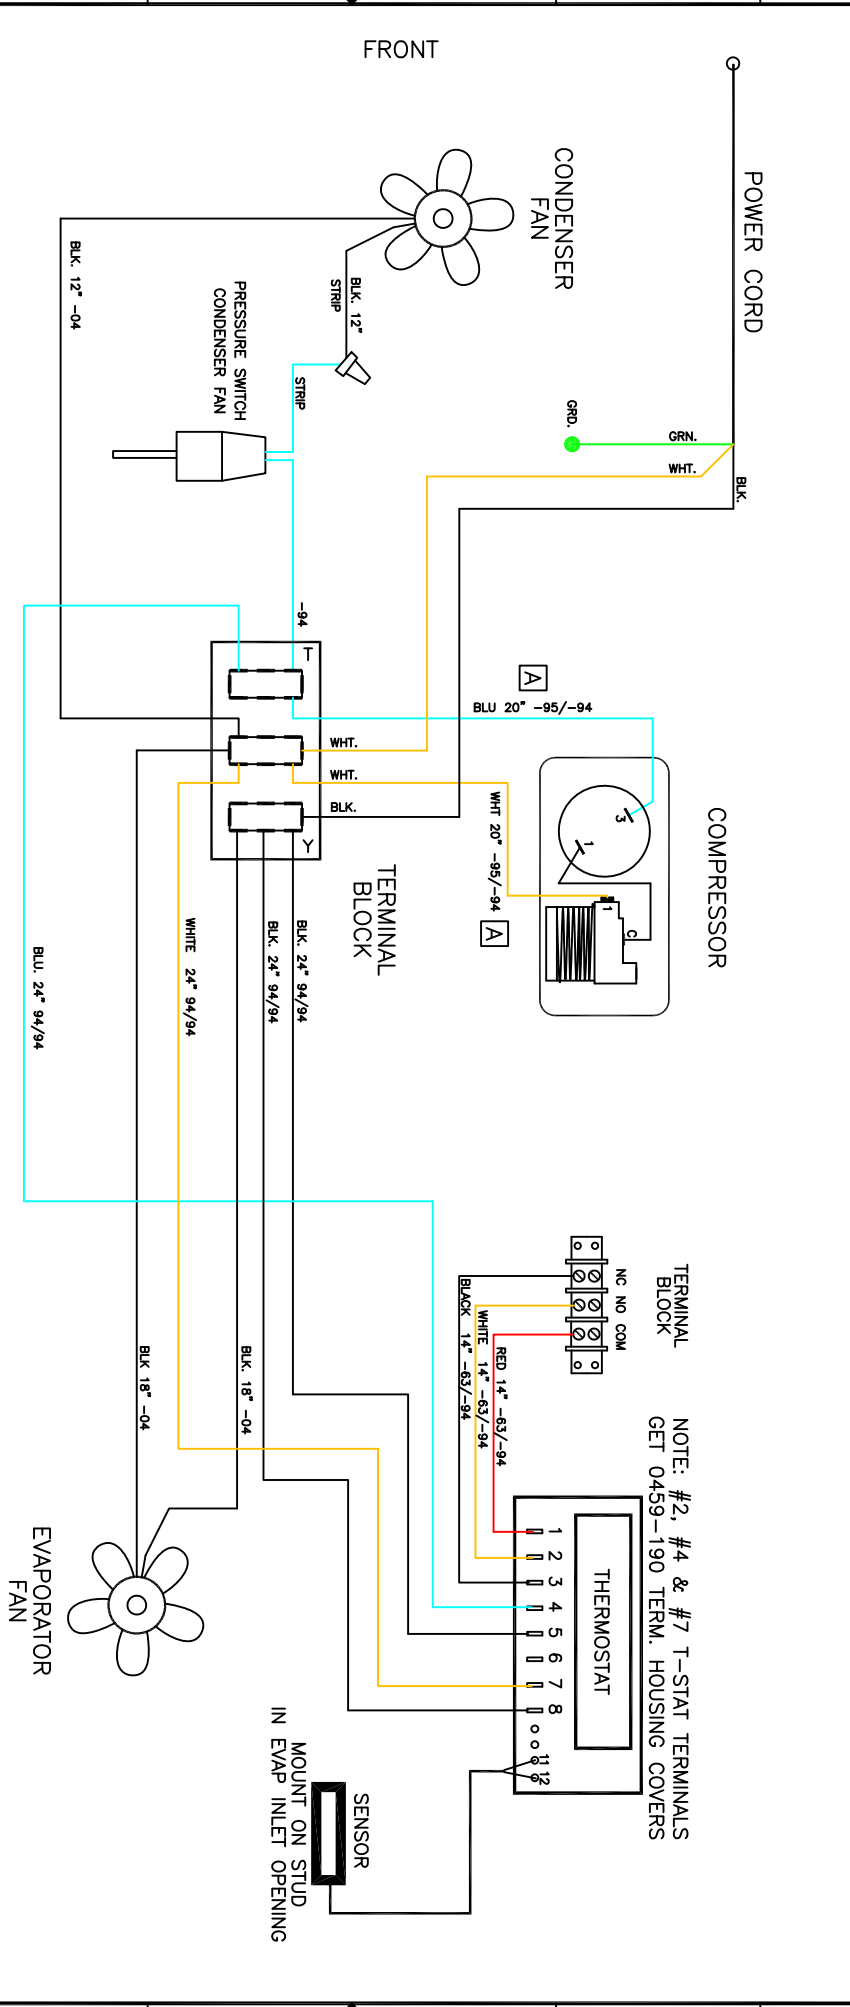 FRONT
POWER CORD
CONDENSER
FAN
BLK. 12"
STRIP
BLK. 12" -04
PRESSURE SWITCH
CONDENSER FAN
STRIP
GRD.
GRN.
WHT.
BLK.
-94
T
A
BLU 20" -95/-94
WHT.
WHT.
BLK.
Y
WHT 20" -95/-94
A
COMPRESSOR
3
1
1
C
TERMINAL
BLOCK
BLK. 24" 94/94
BLK. 24" 94/94
WHITE 24" 94/94
BLU. 24" 94/94
TERMINAL
BLOCK
NC NO COM
BLACK 14" -63/-94
WHITE 14" -63/-94
RED 14" -63/-94
BLK. 18" -04
BLK 18" -04
NOTE: #2, #4 & #7 T-STAT TERMINALS
GET 0459-190 TERM. HOUSING COVERS
THERMOSTAT
1
2
3
4
5
6
7
8
11
12
EVAPORATOR
FAN
SENSOR
MOUNT ON STUD
IN EVAP INLET OPENING